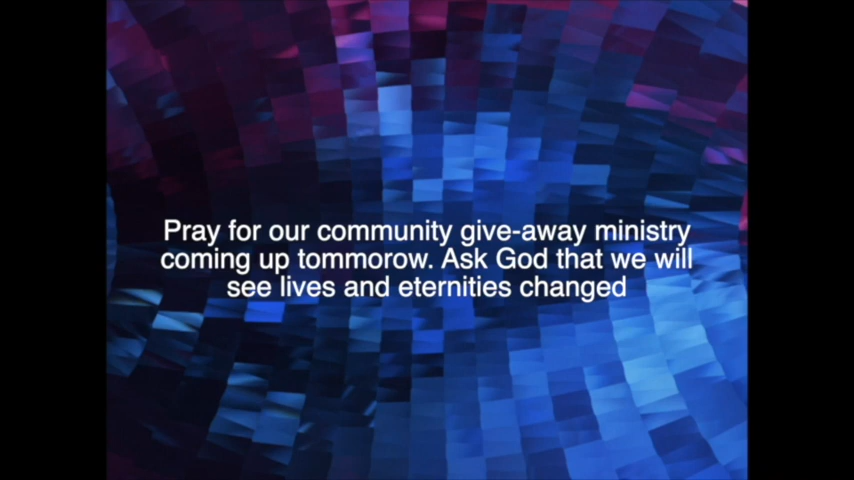 Pray for our community give-away ministry
coming up tommorow. Ask God that we will
see lives and eternities changed